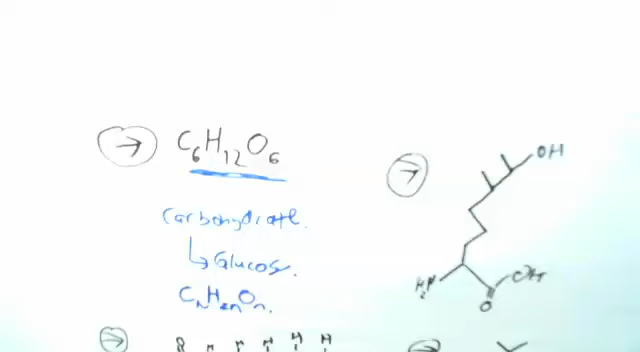 → C₆H₁₂O₆
Carbohydrate.
↳ Glucose.
CₙH₂ₙOₙ.
→
OH
H₂N
O
OH
→
H H H H